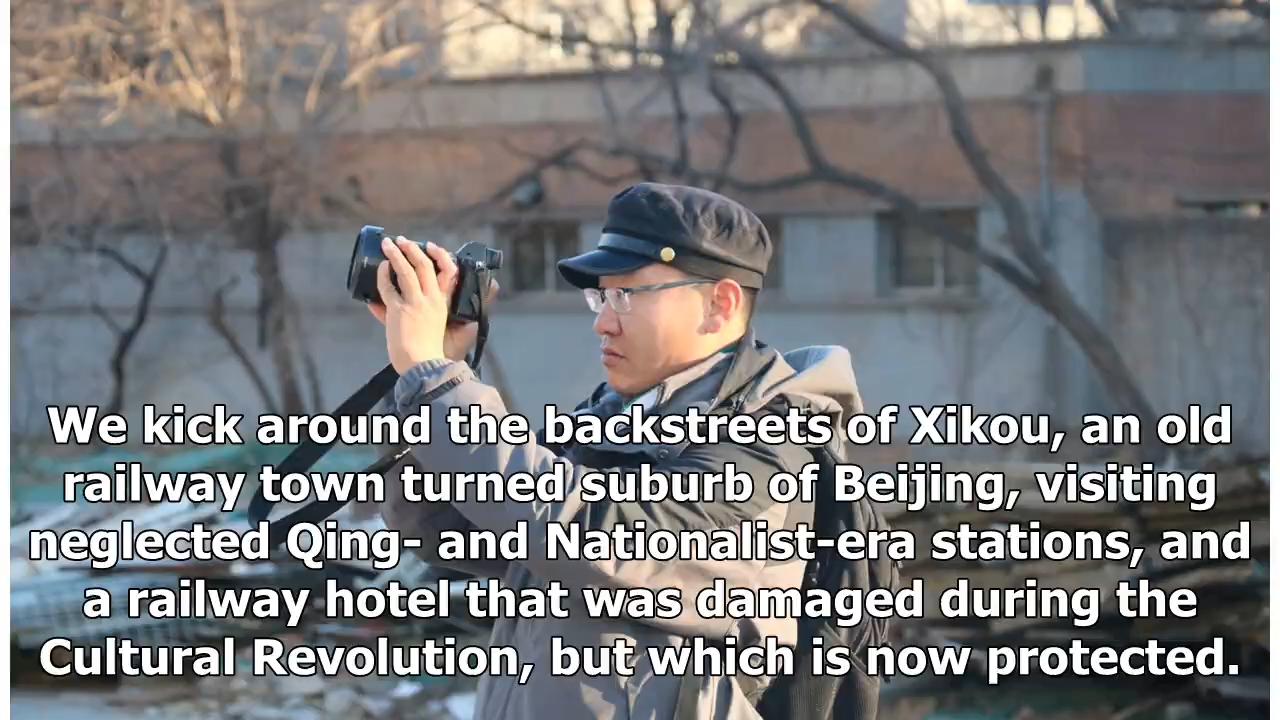 We kick around the backstreets of Xikou, an old
railway town turned suburb of Beijing, visiting
neglected Qing- and Nationalist-era stations, and
a railway hotel that was damaged during the
Cultural Revolution, but which is now protected.